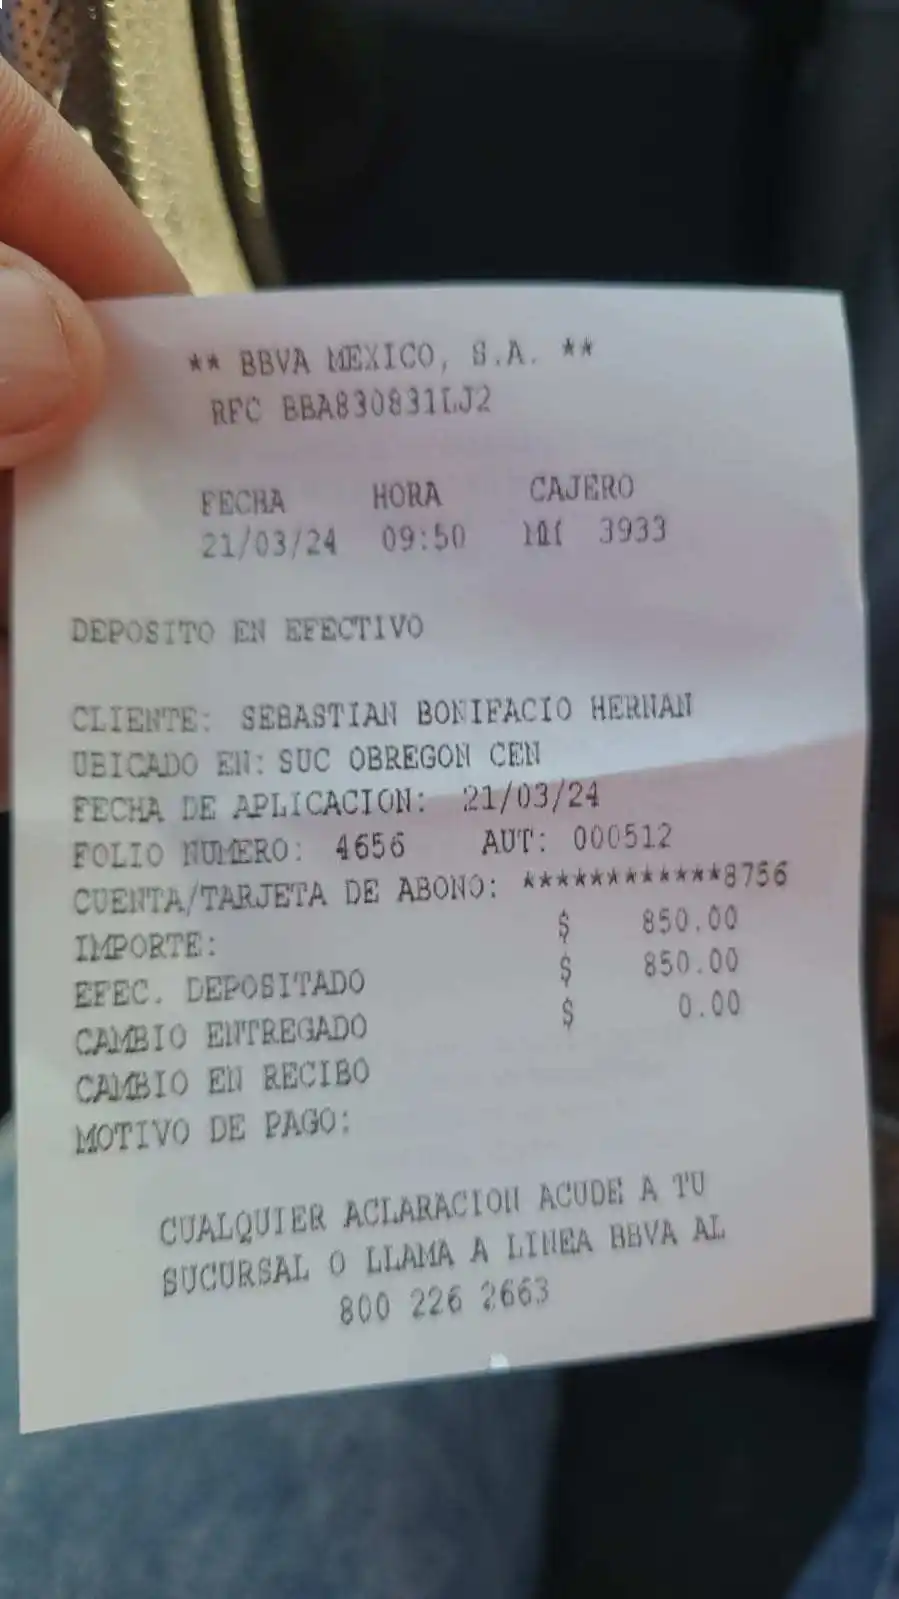 ** BBVA MEXICO, S.A. **
RFC BBA830831LJ2
FECHA HORA CAJERO
21/03/24 09:50 3933
DEPOSITO EN EFECTIVO
CLIENTE: SEBASTIAN BONIFACIO HERNAN
UBICADO EN: SUC OBREGON CEN
FECHA DE APLICACION: 21/03/24
FOLIO NUMERO: 4656 AUT: 000512
CUENTA/TARJETA DE ABONO: ************8756
IMPORTE: $ 850.00
EFEC. DEPOSITADO $ 850.00
CAMBIO ENTREGADO $ 0.00
CAMBIO EN RECIBO
MOTIVO DE PAGO:
CUALQUIER ACLARACION ACUDE A TU
SUCURSAL O LLAMA A LINEA BBVA AL
800 226 2663